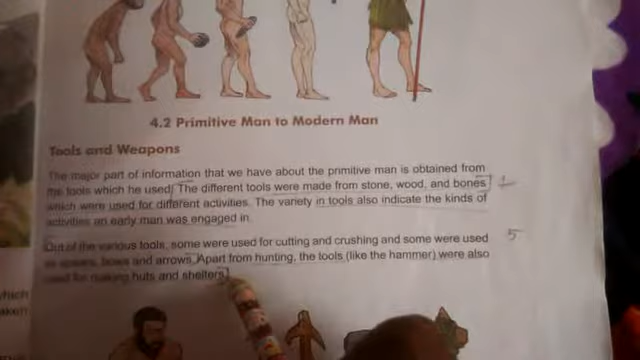 4.2 Primitive Man to Modern Man
Tools and Weapons
The major part of information that we have about the primitive man is obtained from
the tools which he used. The different tools were made from stone, wood, and bones
which were used for different activities. The variety in tools also indicate the kinds of
activities an early man was engaged in.
Out of the various tools, some were used for cutting and crushing and some were used
as spears, bows and arrows. Apart from hunting, the tools (like the hammer) were also
used for making huts and shelters.
5
which